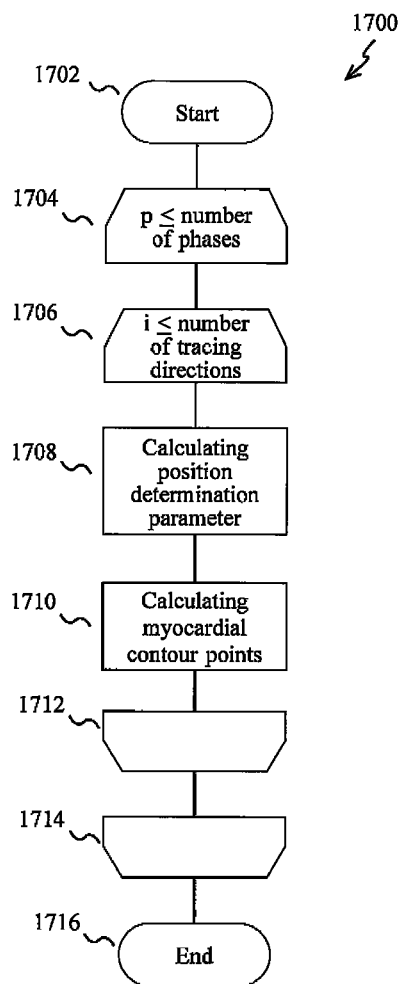 1700
1702
Start
1704
p ≤ number
of phases
1706
i ≤ number
of tracing
directions
1708
Calculating
position
determination
parameter
1710
Calculating
myocardial
contour points
1712
1714
1716
End